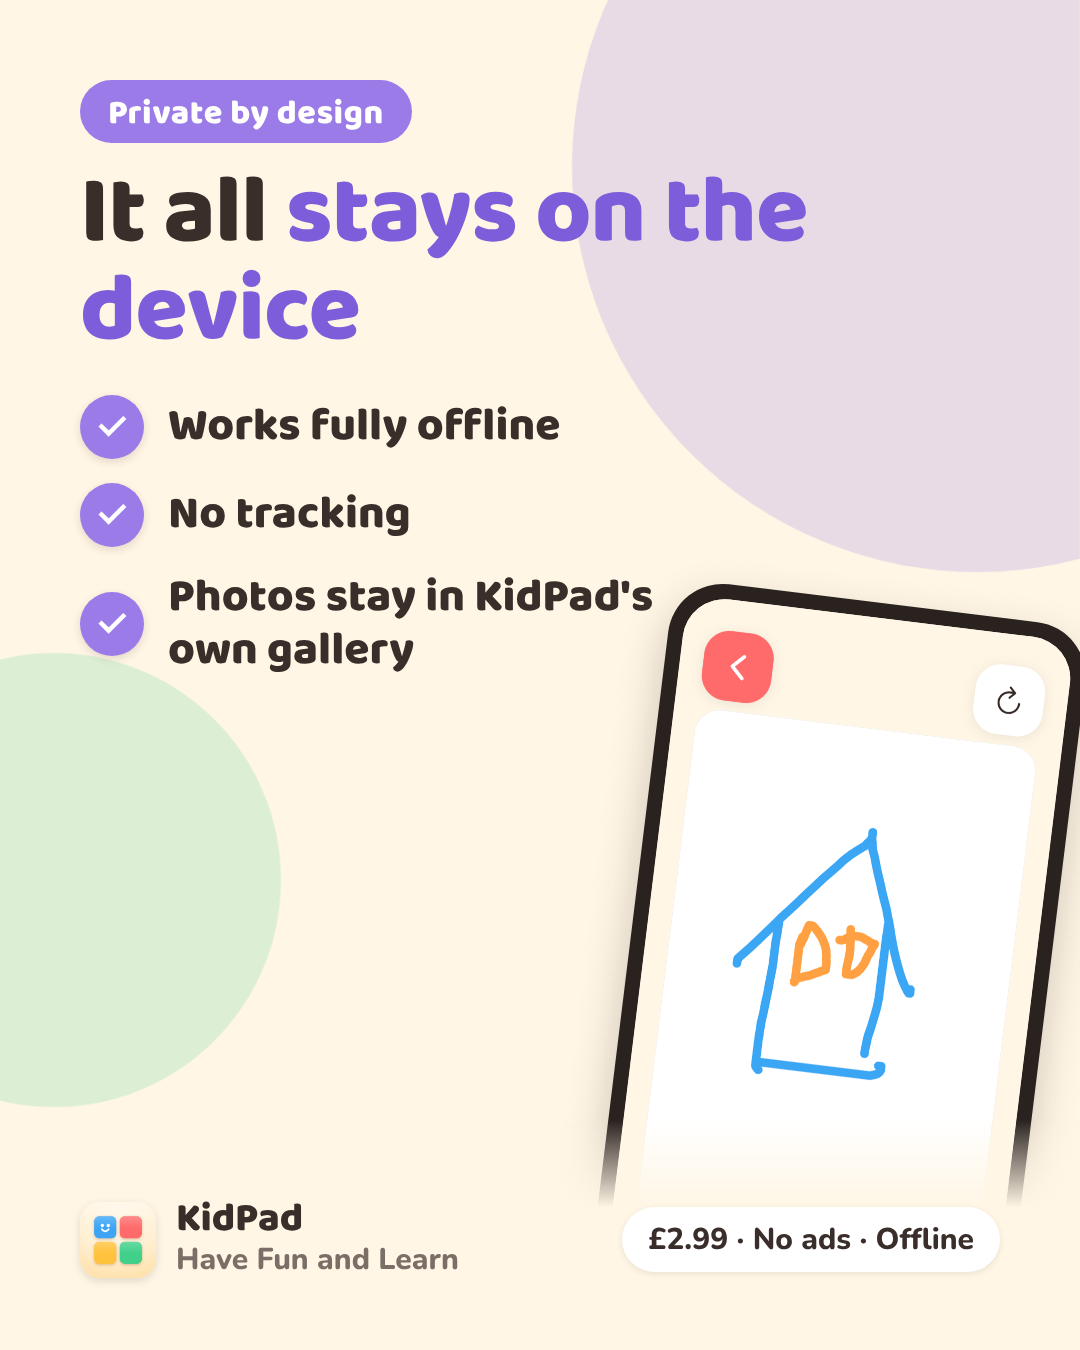 Private by design
It all stays on the
device
Works fully offline
No tracking
Photos stay in KidPad's
own gallery
KidPad
Have Fun and Learn
£2.99 · No ads · Offline